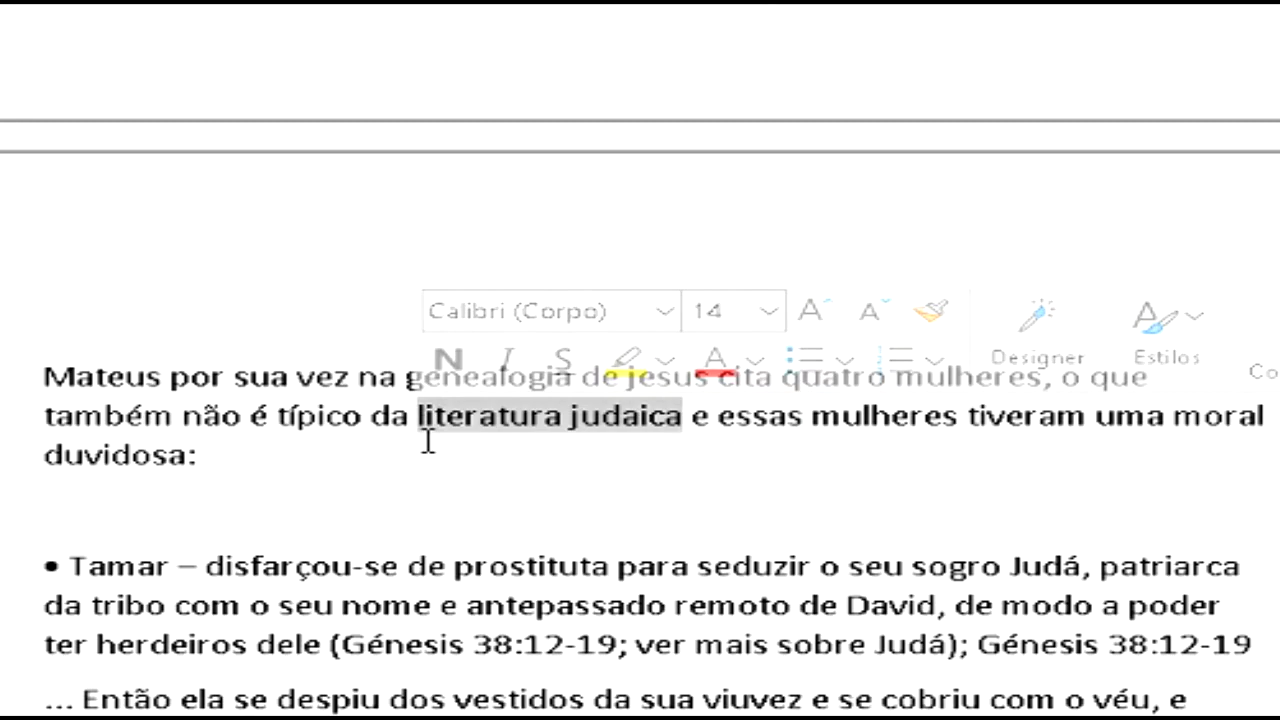 Calibri (Corpo) 14 A A
N I S A Designer Estilos
Mateus por sua vez na genealogia de jesus cita quatro mulheres, o que
Co
também não é típico da literatura judaica e essas mulheres tiveram uma moral
duvidosa:
• Tamar – disfarçou-se de prostituta para seduzir o seu sogro Judá, patriarca
da tribo com o seu nome e antepassado remoto de David, de modo a poder
ter herdeiros dele (Génesis 38:12-19; ver mais sobre Judá); Génesis 38:12-19
... Então ela se despiu dos vestidos da sua viuvez e se cobriu com o véu, e